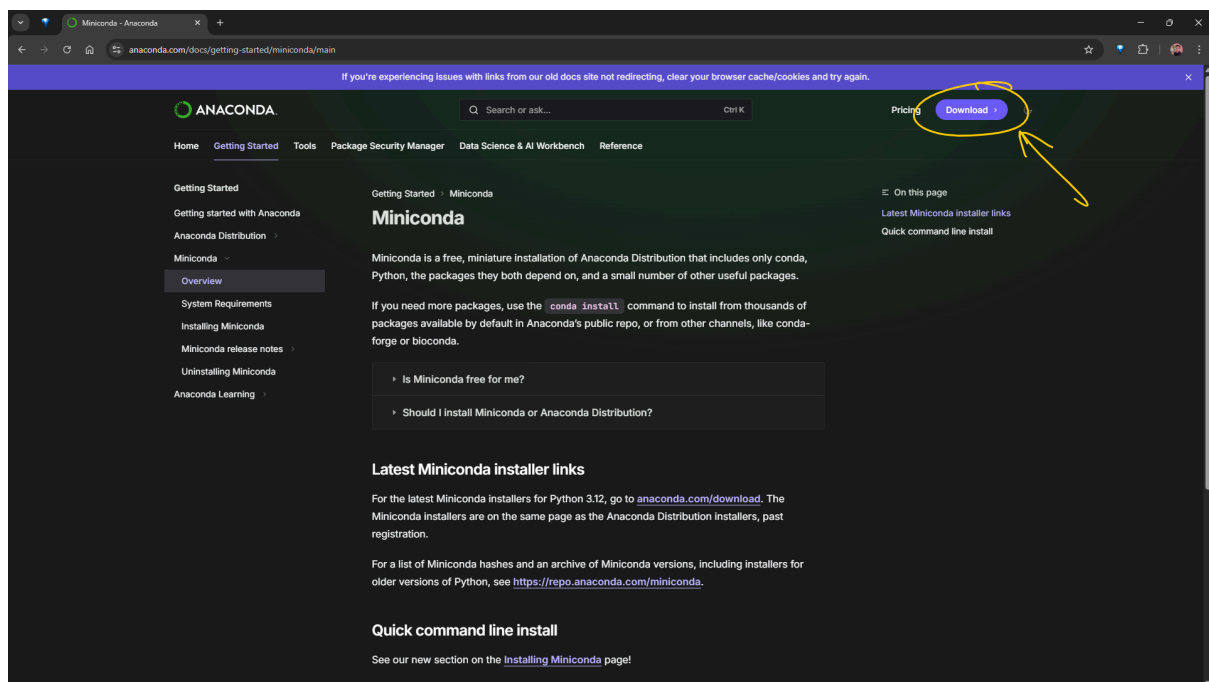 Miniconda - Anaconda
anaconda.com/docs/getting-started/miniconda/main
If you're experiencing issues with links from our old docs site not redirecting, clear your browser cache/cookies and try again.
ANACONDA.
Search or ask...
Ctrl K
Pricing
Download
Home
Getting Started
Tools
Package Security Manager
Data Science & AI Workbench
Reference
Getting Started
Getting started with Anaconda
Anaconda Distribution
Miniconda
Overview
System Requirements
Installing Miniconda
Miniconda release notes
Uninstalling Miniconda
Anaconda Learning
Getting Started > Miniconda
Miniconda
Miniconda is a free, miniature installation of Anaconda Distribution that includes only conda,
Python, the packages they both depend on, and a small number of other useful packages.
If you need more packages, use the conda install command to install from thousands of
packages available by default in Anaconda's public repo, or from other channels, like conda-
forge or bioconda.
Is Miniconda free for me?
Should I install Miniconda or Anaconda Distribution?
Latest Miniconda installer links
For the latest Miniconda installers for Python 3.12, go to anaconda.com/download. The
Miniconda installers are on the same page as the Anaconda Distribution installers, past
registration.
For a list of Miniconda hashes and an archive of Miniconda versions, including installers for
older versions of Python, see https://repo.anaconda.com/miniconda.
Quick command line install
See our new section on the Installing Miniconda page!
On this page
Latest Miniconda installer links
Quick command line install